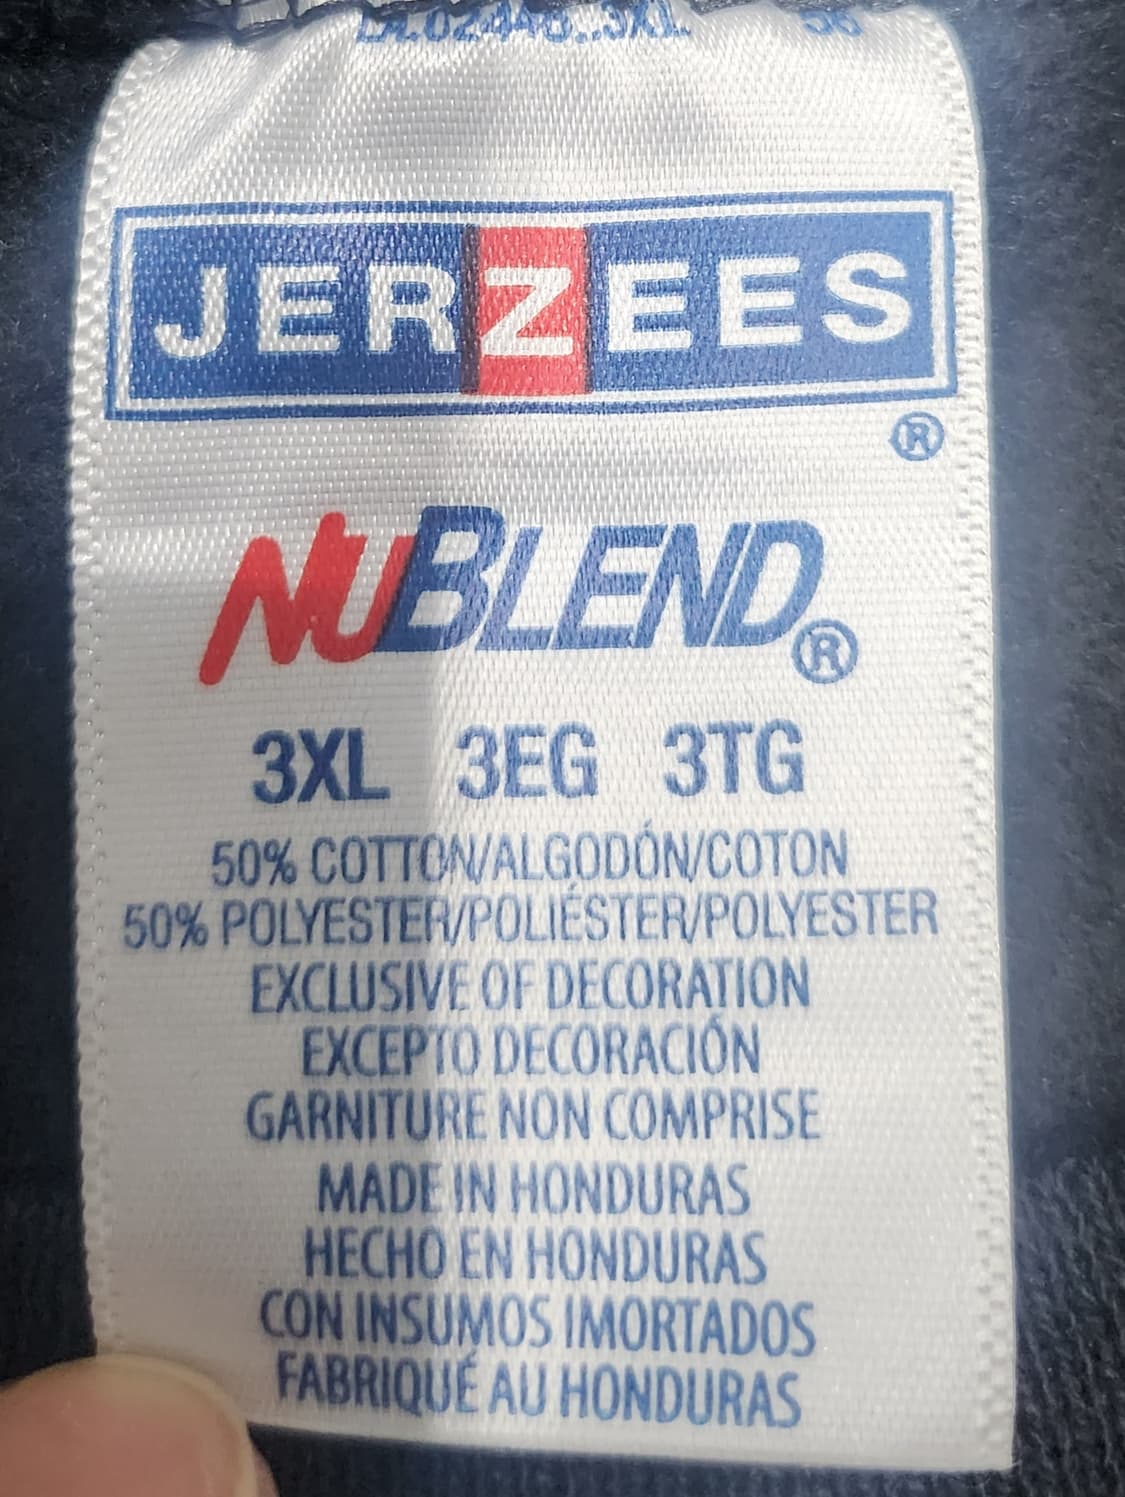 JERZEES
®
NUBLEND®
3XL 3EG 3TG
50% COTTON/ALGODÓN/COTON
50% POLYESTER/POLIÉSTER/POLYESTER
EXCLUSIVE OF DECORATION
EXCEPTO DECORACIÓN
GARNITURE NON COMPRISE
MADE IN HONDURAS
HECHO EN HONDURAS
CON INSUMOS IMORTADOS
FABRIQUÉ AU HONDURAS